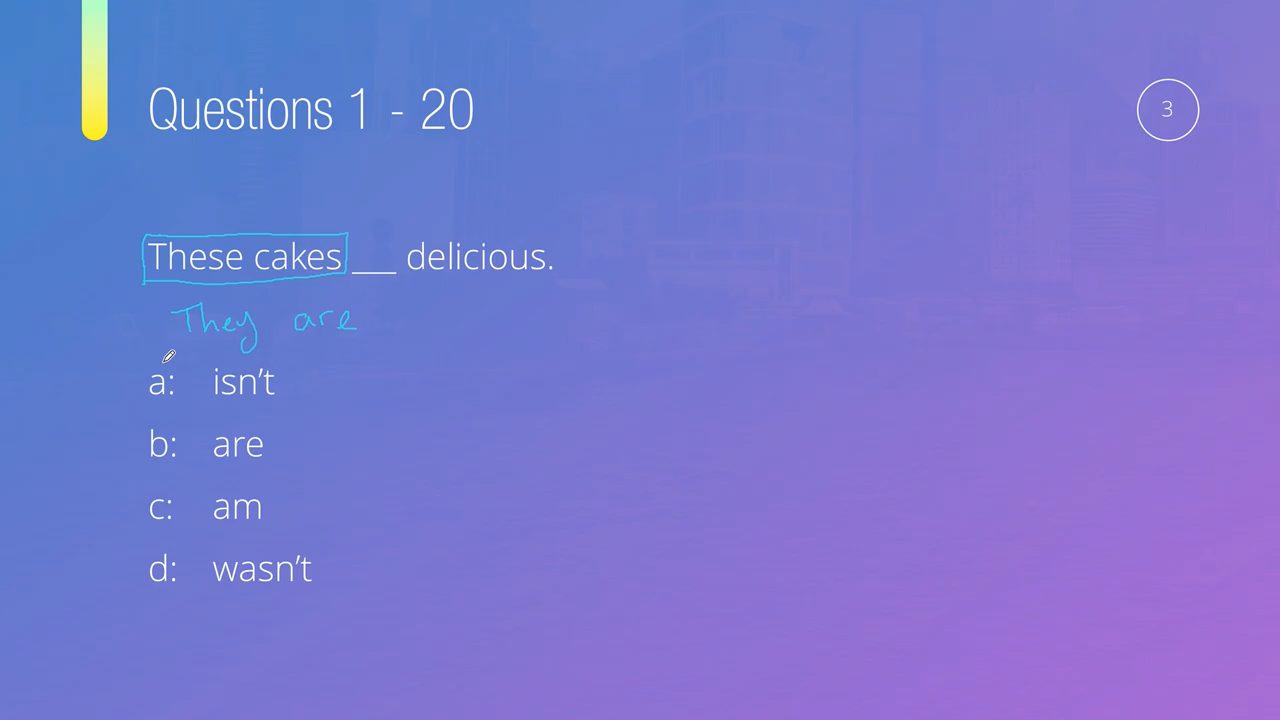 Questions 1 - 20
3
These cakes ___ delicious.
They are
a: isn’t
b: are
c: am
d: wasn’t